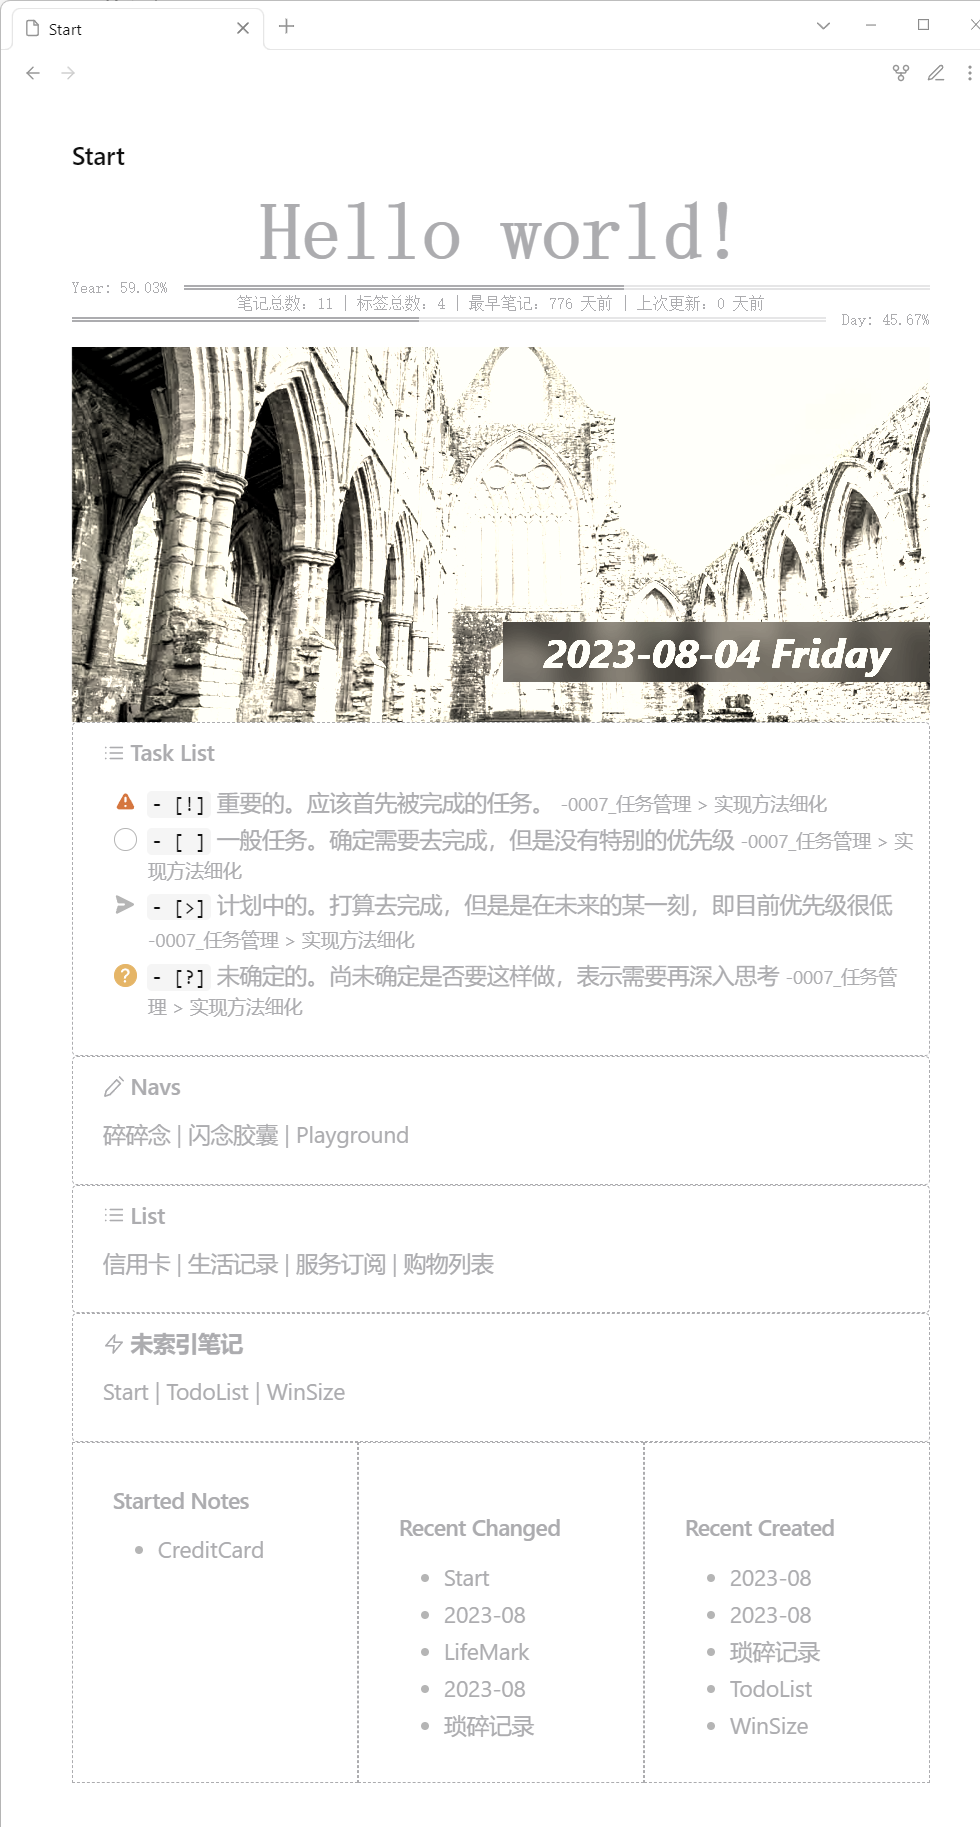 Start
Start
Hello world!
Year: 59.03%
笔记总数: 11 | 标签总数: 4 | 最早笔记: 776 天前 | 上次更新: 0 天前
Day: 45.67%
2023-08-04 Friday
Task List
- [!] 重要的。应该首先被完成的任务。 -0007_任务管理 > 实现方法细化
- [ ] 一般任务。确定需要去完成，但是没有特别的优先级 -0007_任务管理 > 实
现方法细化
- [>] 计划中的。打算去完成，但是是在未来的某一刻，即目前优先级很低
-0007_任务管理 > 实现方法细化
- [?] 未确定的。尚未确定是否要这样做，表示需要再深入思考 -0007_任务管
理 > 实现方法细化
Navs
碎碎念 | 闪念胶囊 | Playground
List
信用卡 | 生活记录 | 服务订阅 | 购物列表
未索引笔记
Start | TodoList | WinSize
Started Notes
CreditCard
Recent Changed
Start
2023-08
LifeMark
2023-08
琐碎记录
Recent Created
2023-08
2023-08
琐碎记录
TodoList
WinSize